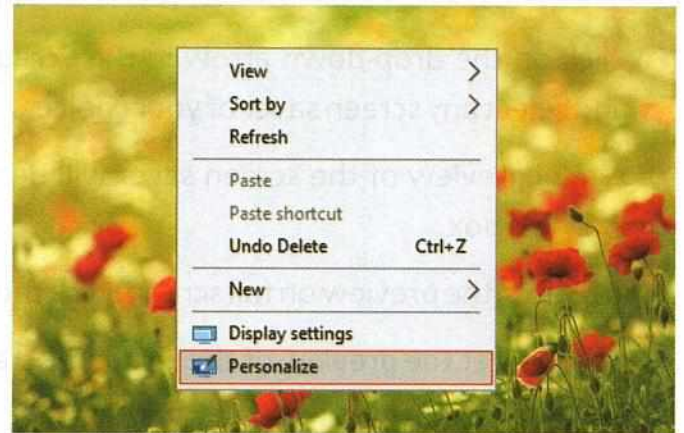 View
Sort by
Refresh
Paste
Paste shortcut
Undo Delete Ctrl+Z
New
Display settings
Personalize